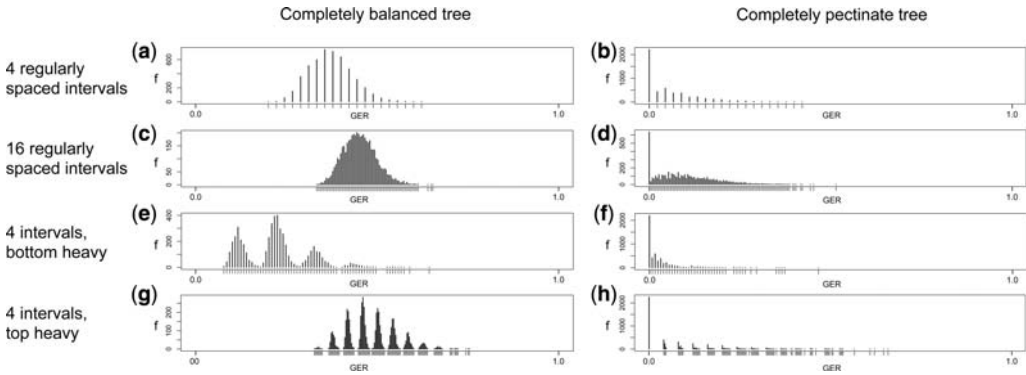 Completely balanced tree
Completely pectinate tree
4 regularly
spaced intervals
(a)
f
0 200 600
0.0
GER
1.0
(b)
f
0 1000 2000
0.0
GER
1.0
16 regularly
spaced intervals
(c)
f
0 50 150
0.0
GER
1.0
(d)
f
0 200
0.0
GER
1.0
4 intervals,
bottom heavy
(e)
f
0 200 400
0.0
GER
1.0
(f)
f
0 1000 2000
0.0
GER
1.0
4 intervals,
top heavy
(g)
f
0 100 200
00
GER
1.0
(h)
f
0 1000 2000
0.0
GER
1.0